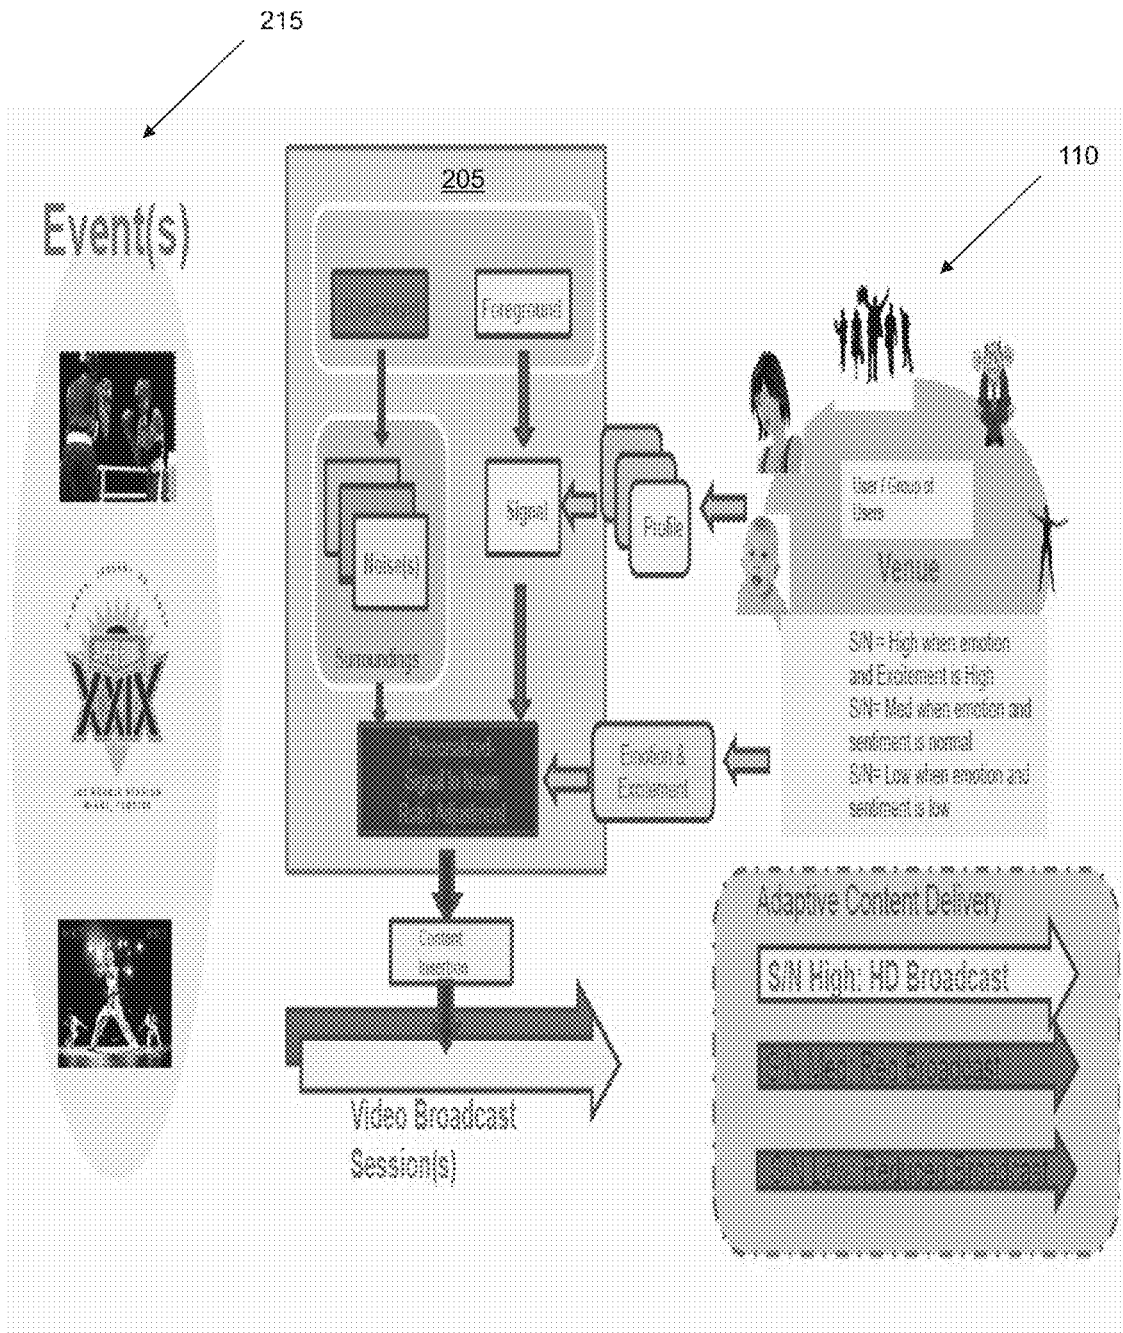 215
110
205
Event(s)
Foreground
Signal
Profile
Noise(s)
Surroundings
User / Group of
Users
Venue
S/N= High when emotion
and Excitement is High
S/N= Med when emotion and
sentiment is normal
S/N= Low when emotion and
sentiment is low
XXIX
Emotion &
Excitement
Content
Insertion
Video Broadcast
Session(s)
Adaptive Content Delivery
S/N High: HD Broadcast